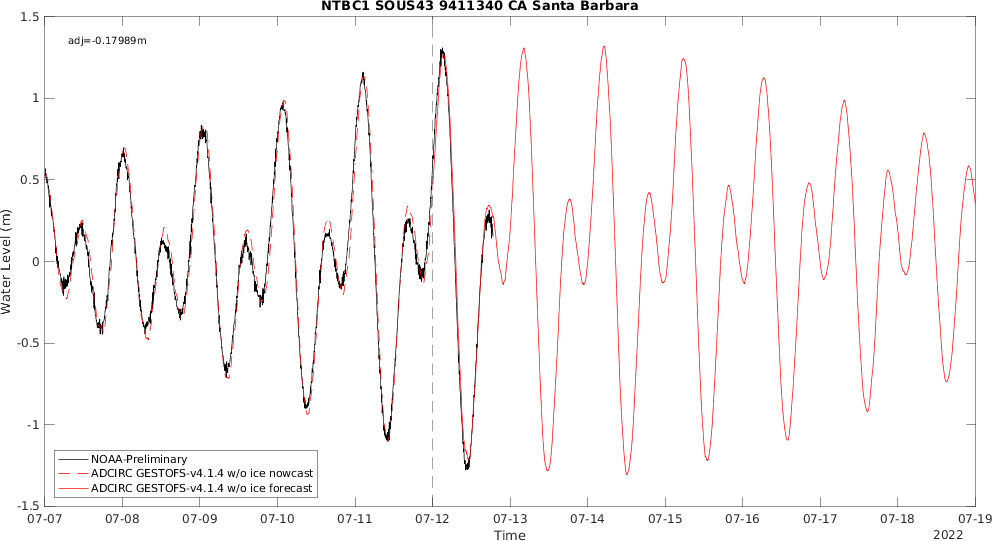 NTBC1 SOUS43 9411340 CA Santa Barbara
1.5
adj=-0.17989m
1
0.5
0
-0.5
-1
-1.5
Water Level (m)
NOAA-Preliminary
ADCIRC GESTOFS-v4.1.4 w/o ice nowcast
ADCIRC GESTOFS-v4.1.4 w/o ice forecast
07-07 07-08 07-09 07-10 07-11 07-12 07-13 07-14 07-15 07-16 07-17 07-18 07-19
Time
2022